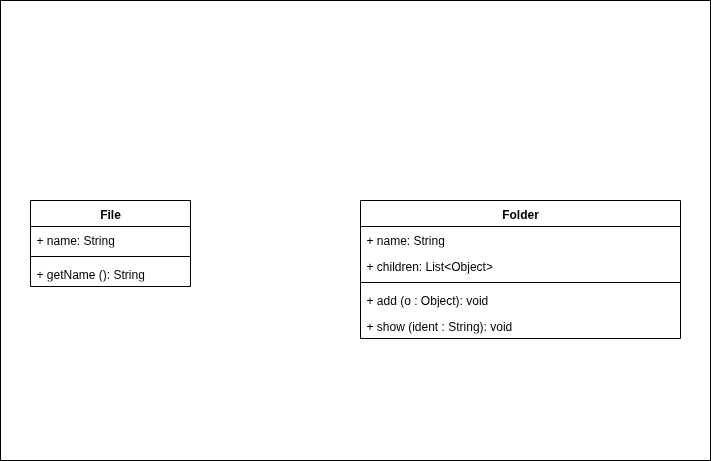 File
+ name: String
+ getName (): String
Folder
+ name: String
+ children: List<Object>
+ add (o : Object): void
+ show (ident : String): void